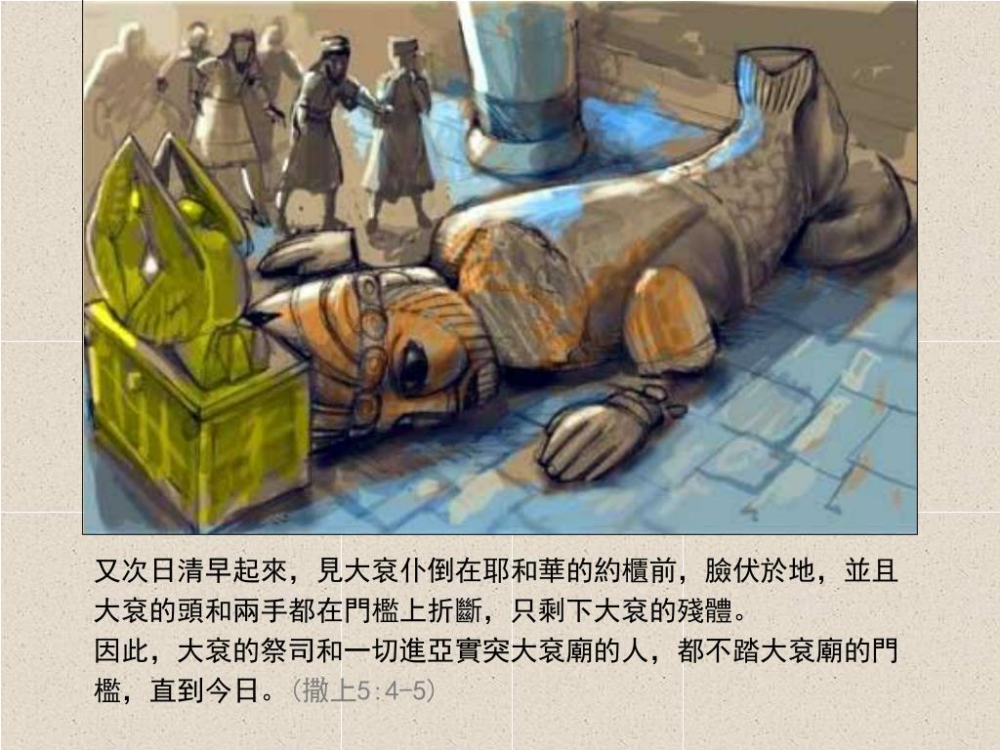 又次日清早起來，見大袞仆倒在耶和華的約櫃前，臉伏於地，並且
大袞的頭和兩手都在門檻上折斷，只剩下大袞的殘體。
因此，大袞的祭司和一切進亞實突大袞廟的人，都不踏大袞廟的門
檻，直到今日。(撒上5:4-5)